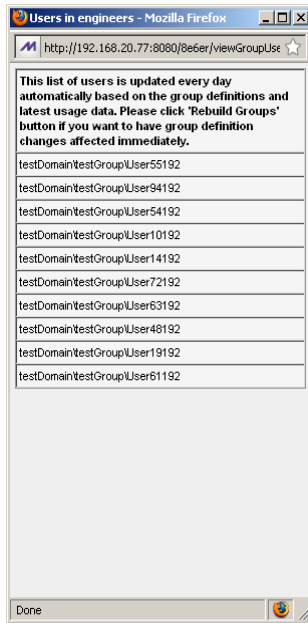 Users in engineers - Mozilla Firefox
http://192.168.20.77:8080/8e6er/viewGroupUse
This list of users is updated every day
automatically based on the group definitions and
latest usage data. Please click 'Rebuild Groups'
button if you want to have group definition
changes affected immediately.
testDomain\testGroup\User55192
testDomain\testGroup\User94192
testDomain\testGroup\User54192
testDomain\testGroup\User10192
testDomain\testGroup\User14192
testDomain\testGroup\User72192
testDomain\testGroup\User63192
testDomain\testGroup\User48192
testDomain\testGroup\User19192
testDomain\testGroup\User61192
Done